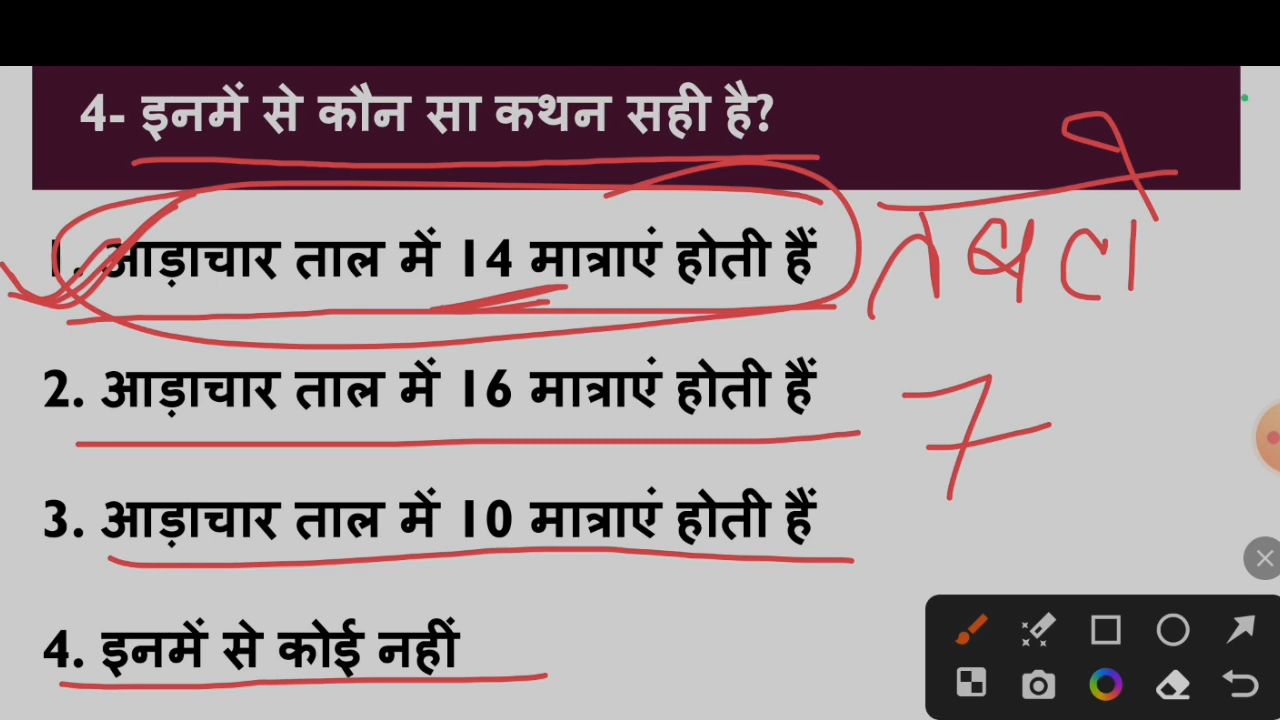 4- इनमें से कौन सा कथन सही है?
1. आड़ाचार ताल में 14 मात्राएं होती हैं
तबले
2. आड़ाचार ताल में 16 मात्राएं होती हैं
7
3. आड़ाचार ताल में 10 मात्राएं होती हैं
4. इनमें से कोई नहीं